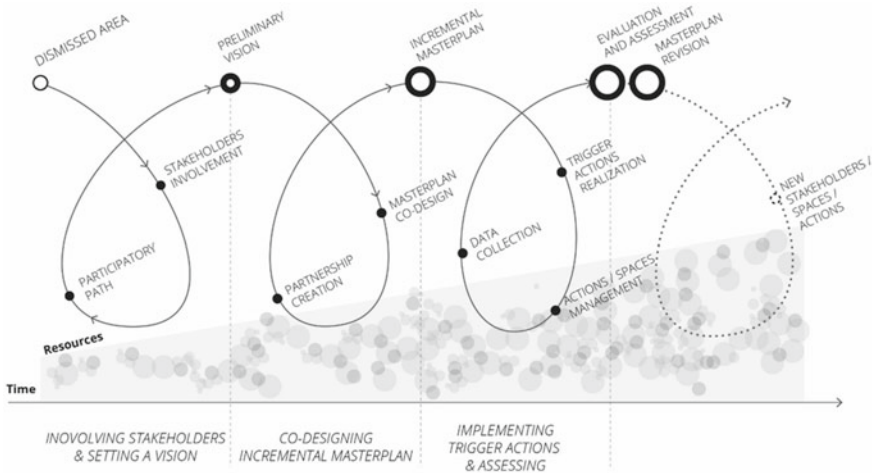 DISMISSED AREA
PRELIMINARY
VISION
INCREMENTAL
MASTERPLAN
EVALUATION
AND ASSESSMENT
MASTERPLAN
REVISION
STAKEHOLDERS
INVOLVEMENT
MASTERPLAN
CO-DESIGN
TRIGGER
ACTIONS
REALIZATION
NEW
STAKEHOLDERS /
SPACES /
ACTIONS
PARTICIPATORY
PATH
PARTNERSHIP
CREATION
DATA
COLLECTION
ACTIONS / SPACES
MANAGEMENT
Resources
Time
INOVOLVING STAKEHOLDERS
& SETTING A VISION
CO-DESIGNING
INCREMENTAL MASTERPLAN
IMPLEMENTING
TRIGGER ACTIONS
& ASSESSING